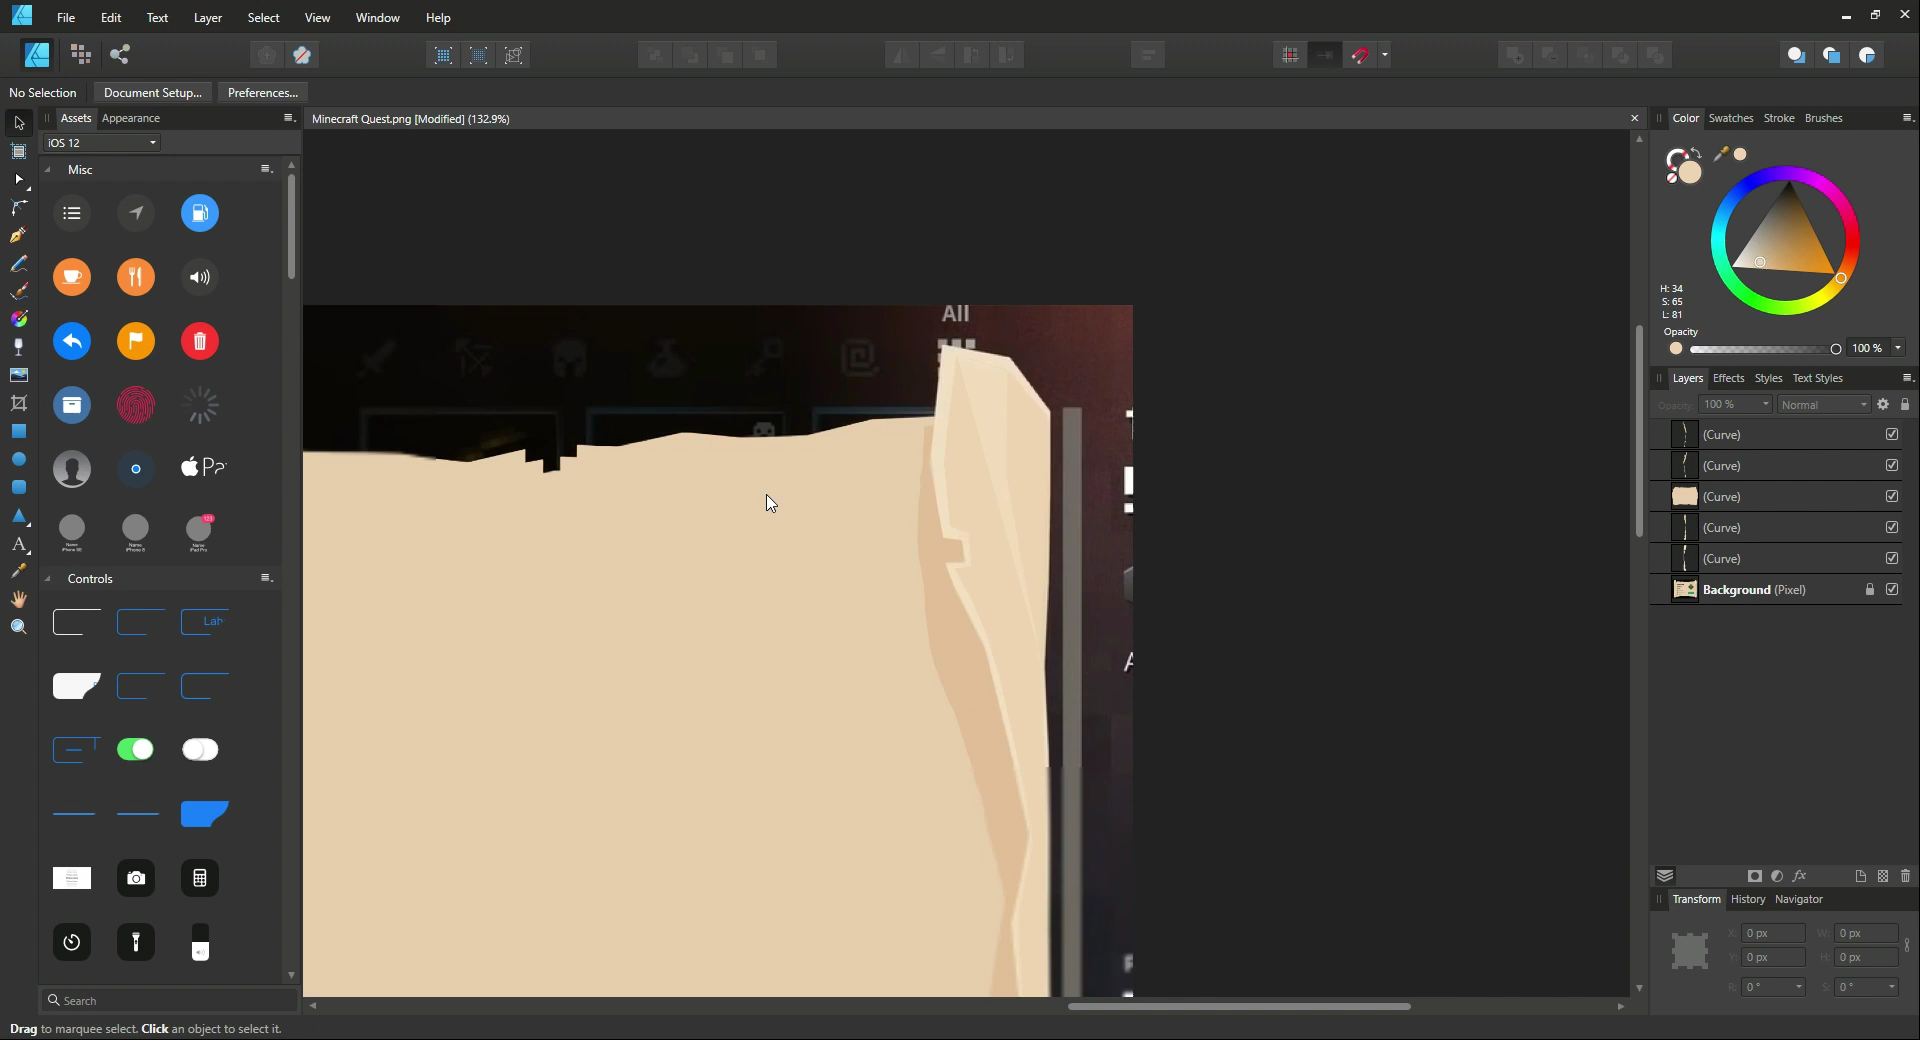 File Edit Text Layer Select View Window Help
No Selection Document Setup... Preferences...
Assets Appearance
iOS 12
Misc
Controls
Search
Minecraft Quest.png [Modified] (132.9%)
All
Color Swatches Stroke Brushes
H: 34
S: 65
L: 81
Opacity
100 %
Layers Effects Styles Text Styles
Opacity: 100 % Normal
(Curve)
(Curve)
(Curve)
(Curve)
(Curve)
Background (Pixel)
Transform History Navigator
X: 0 px W: 0 px
Y: 0 px H: 0 px
R: 0 ° S: 0 °
Drag to marquee select. Click an object to select it.